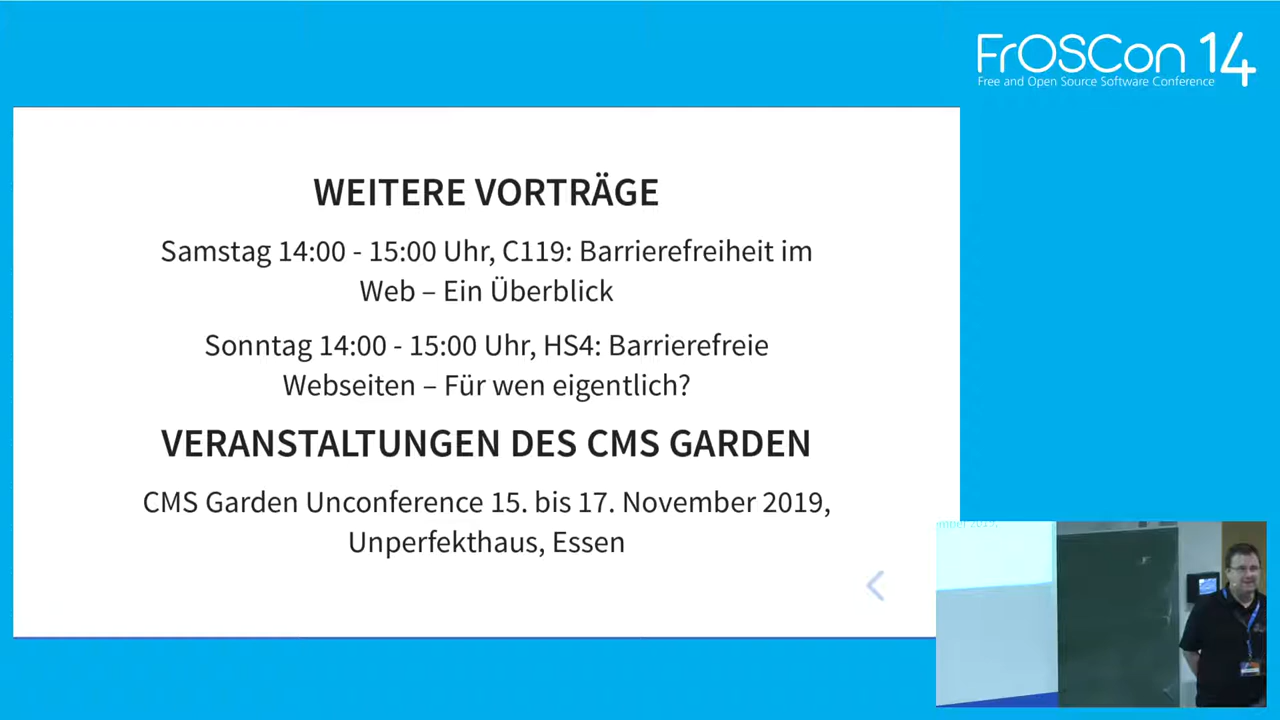 FrOSCon 14
Free and Open Source Software Conference
WEITERE VORTRÄGE
Samstag 14:00 - 15:00 Uhr, C119: Barrierefreiheit im
Web – Ein Überblick
Sonntag 14:00 - 15:00 Uhr, HS4: Barrierefreie
Webseiten – Für wen eigentlich?
VERANSTALTUNGEN DES CMS GARDEN
CMS Garden Unconference 15. bis 17. November 2019,
Unperfekthaus, Essen